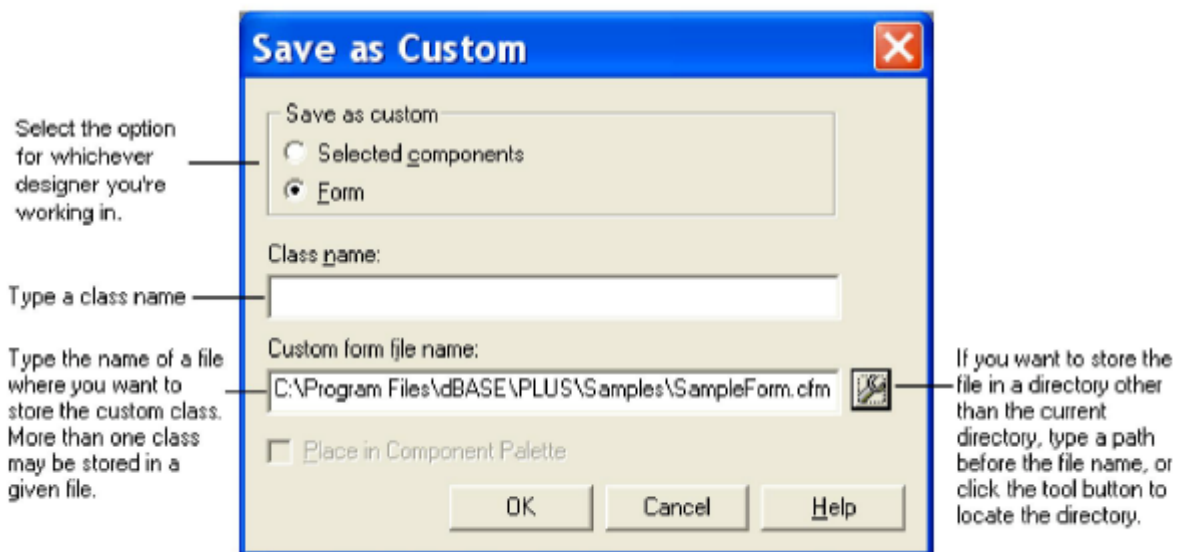 Save as Custom
Select the option
for whichever
designer you're
working in.
Save as custom
Selected components
Form
Class name:
Type a class name
Type the name of a file
where you want to
store the custom class.
More than one class
may be stored in a
given file.
Custom form file name:
C:\Program Files\dBASE\PLUS\Samples\SampleForm.cfm
If you want to store the
file in a directory other
than the current
directory, type a path
before the file name, or
click the tool button to
locate the directory.
Place in Component Palette
OK
Cancel
Help